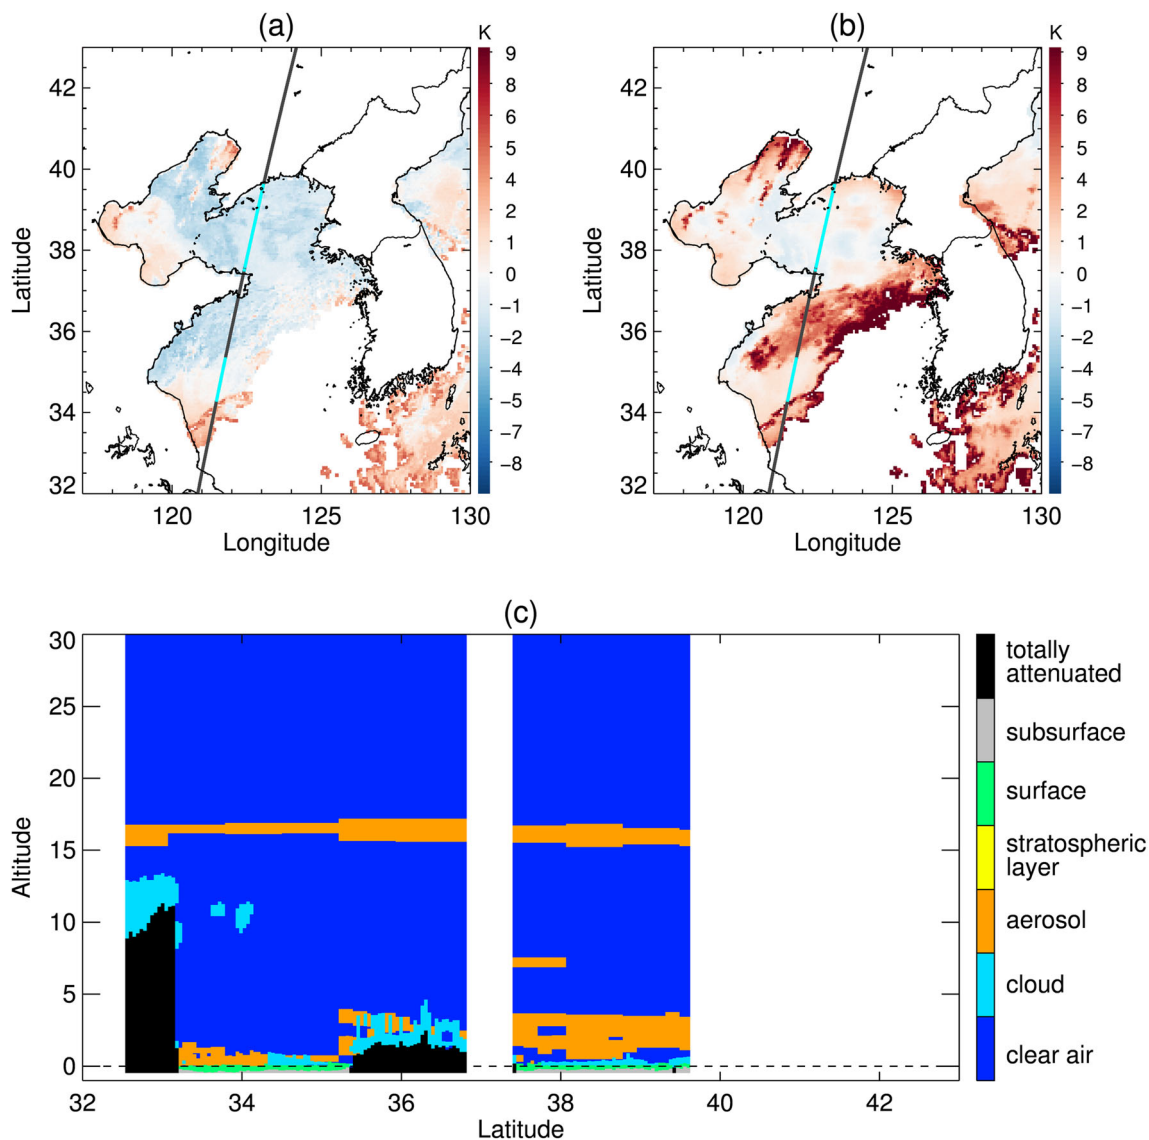 (a)
(b)
K
K
42
40
38
36
34
32
Latitude
120
125
130
Longitude
9
8
6
5
4
2
1
0
−1
−2
−4
−5
−7
−8
42
40
38
36
34
32
Latitude
120
125
130
Longitude
9
8
6
5
4
2
1
0
−1
−2
−4
−5
−7
−8
(c)
30
25
20
15
10
5
0
Altitude
32
34
36
38
40
42
Latitude
totally
attenuated
subsurface
surface
stratospheric
layer
aerosol
cloud
clear air